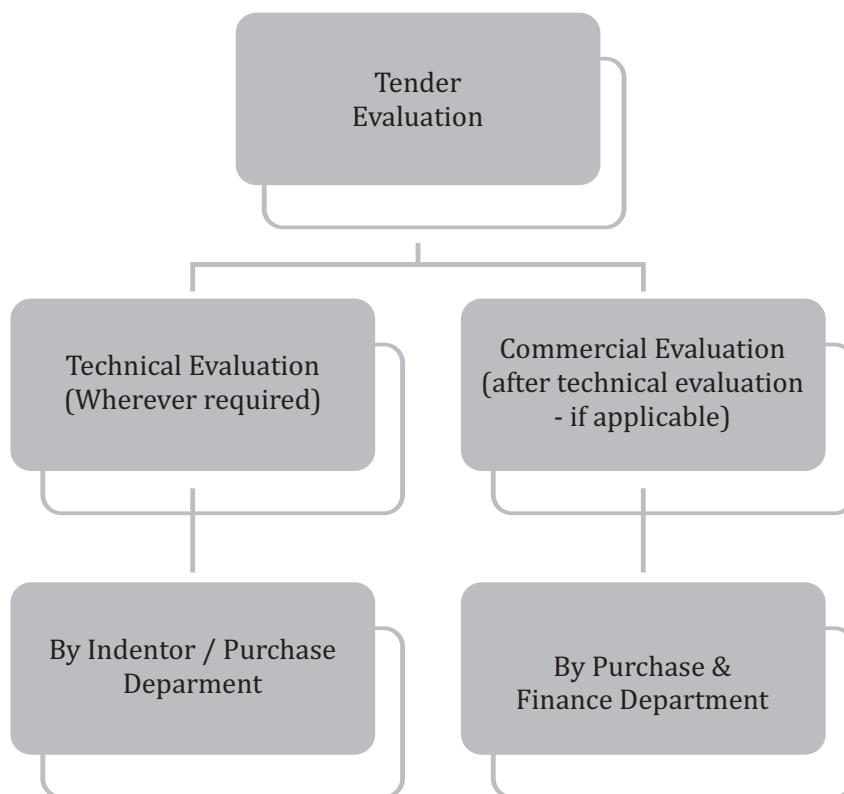 Tender
Evaluation
Technical Evaluation
(Wherever required)
Commercial Evaluation
(after technical evaluation
- if applicable)
By Indentor / Purchase
Deparment
By Purchase &
Finance Department